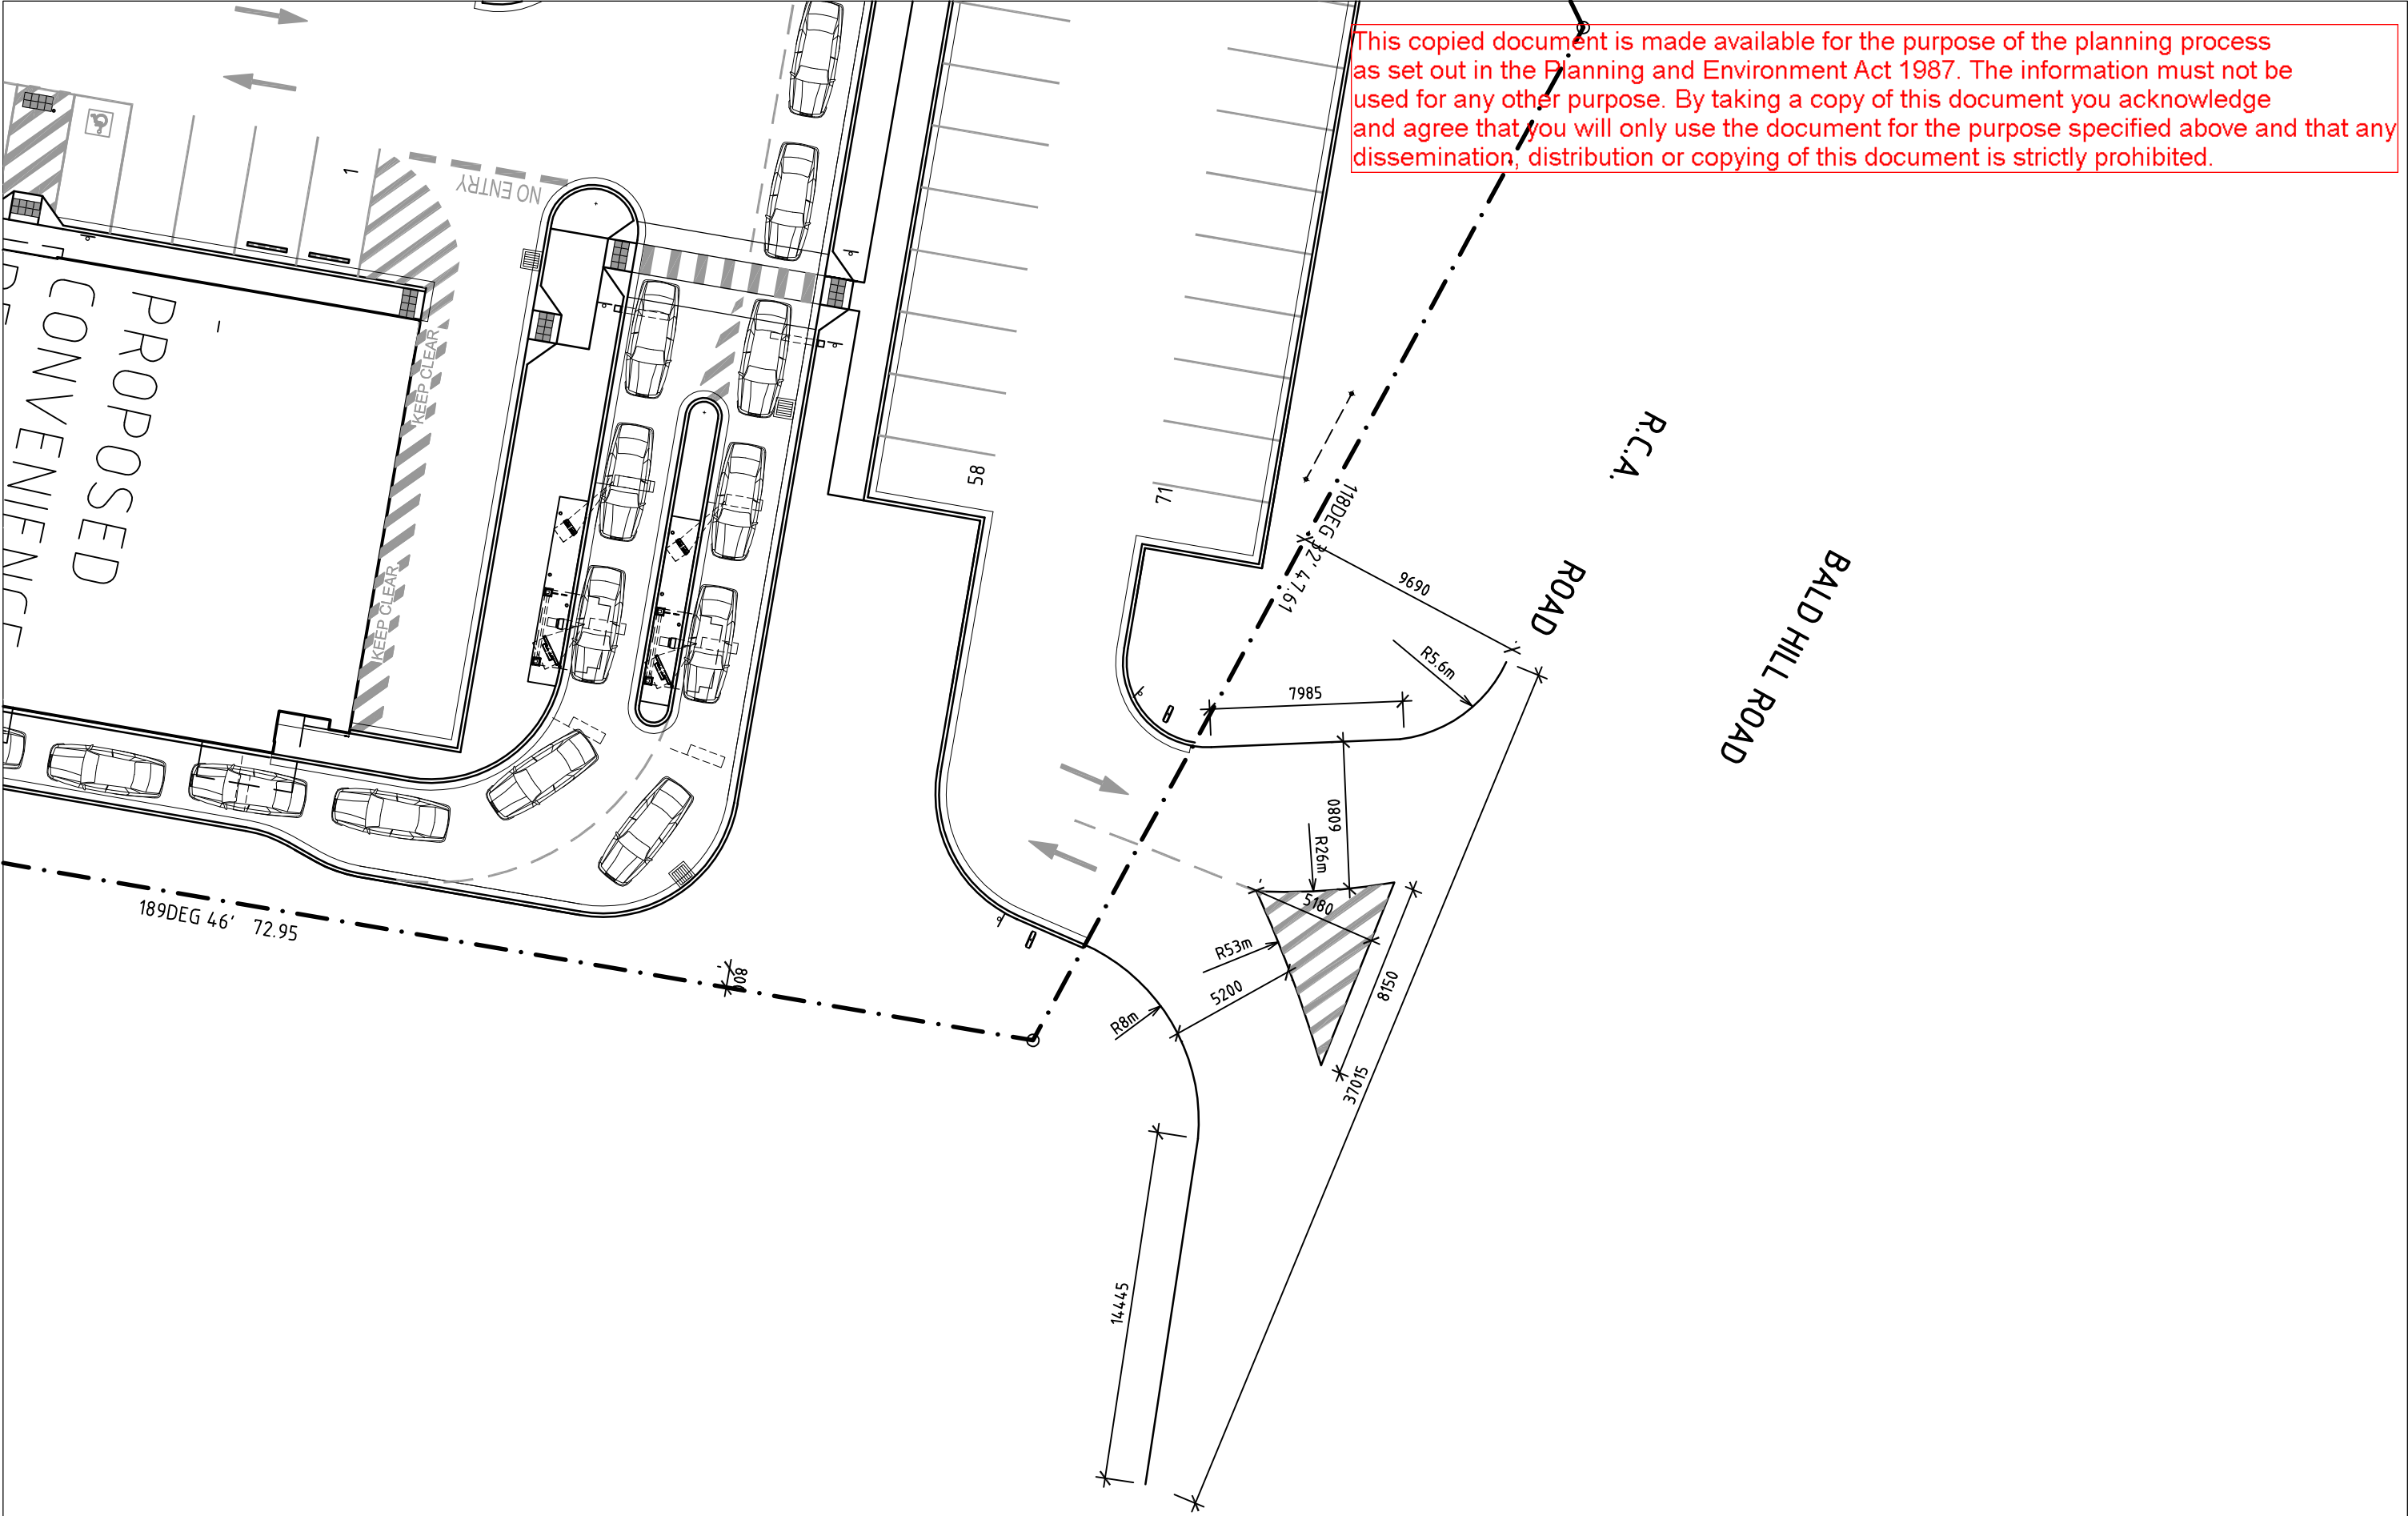 This copied document is made available for the purpose of the planning process
as set out in the Planning and Environment Act 1987. The information must not be
used for any other purpose. By taking a copy of this document you acknowledge
and agree that you will only use the document for the purpose specified above and that any
dissemination, distribution or copying of this document is strictly prohibited.
1
NO ENTRY
PROPOSED
CONVENIENCE
KEEP CLEAR
KEEP CLEAR
58
71
118DEG 32' 47.61
R.C.A.
ROAD
BALD HILL ROAD
9690
R5.6m
7985
6080
R26m
5180
R53m
5200
8150
R8m
37015
14445
189DEG 46' 72.95
800